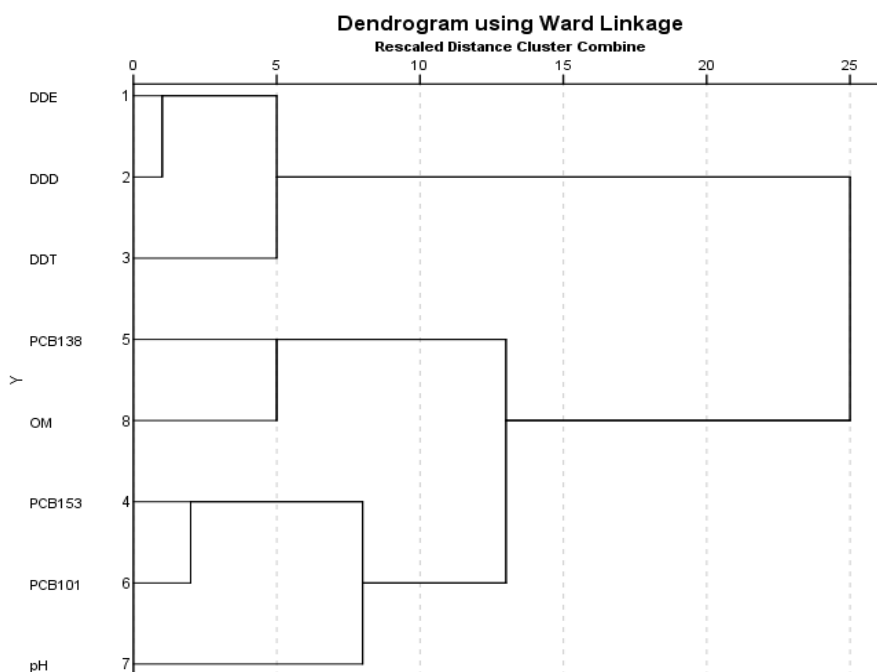 Dendrogram using Ward Linkage
Rescaled Distance Cluster Combine
0 5 10 15 20 25
DDE 1
DDD 2
DDT 3
PCB138 5
Y
OM 8
PCB153 4
PCB101 6
pH 7